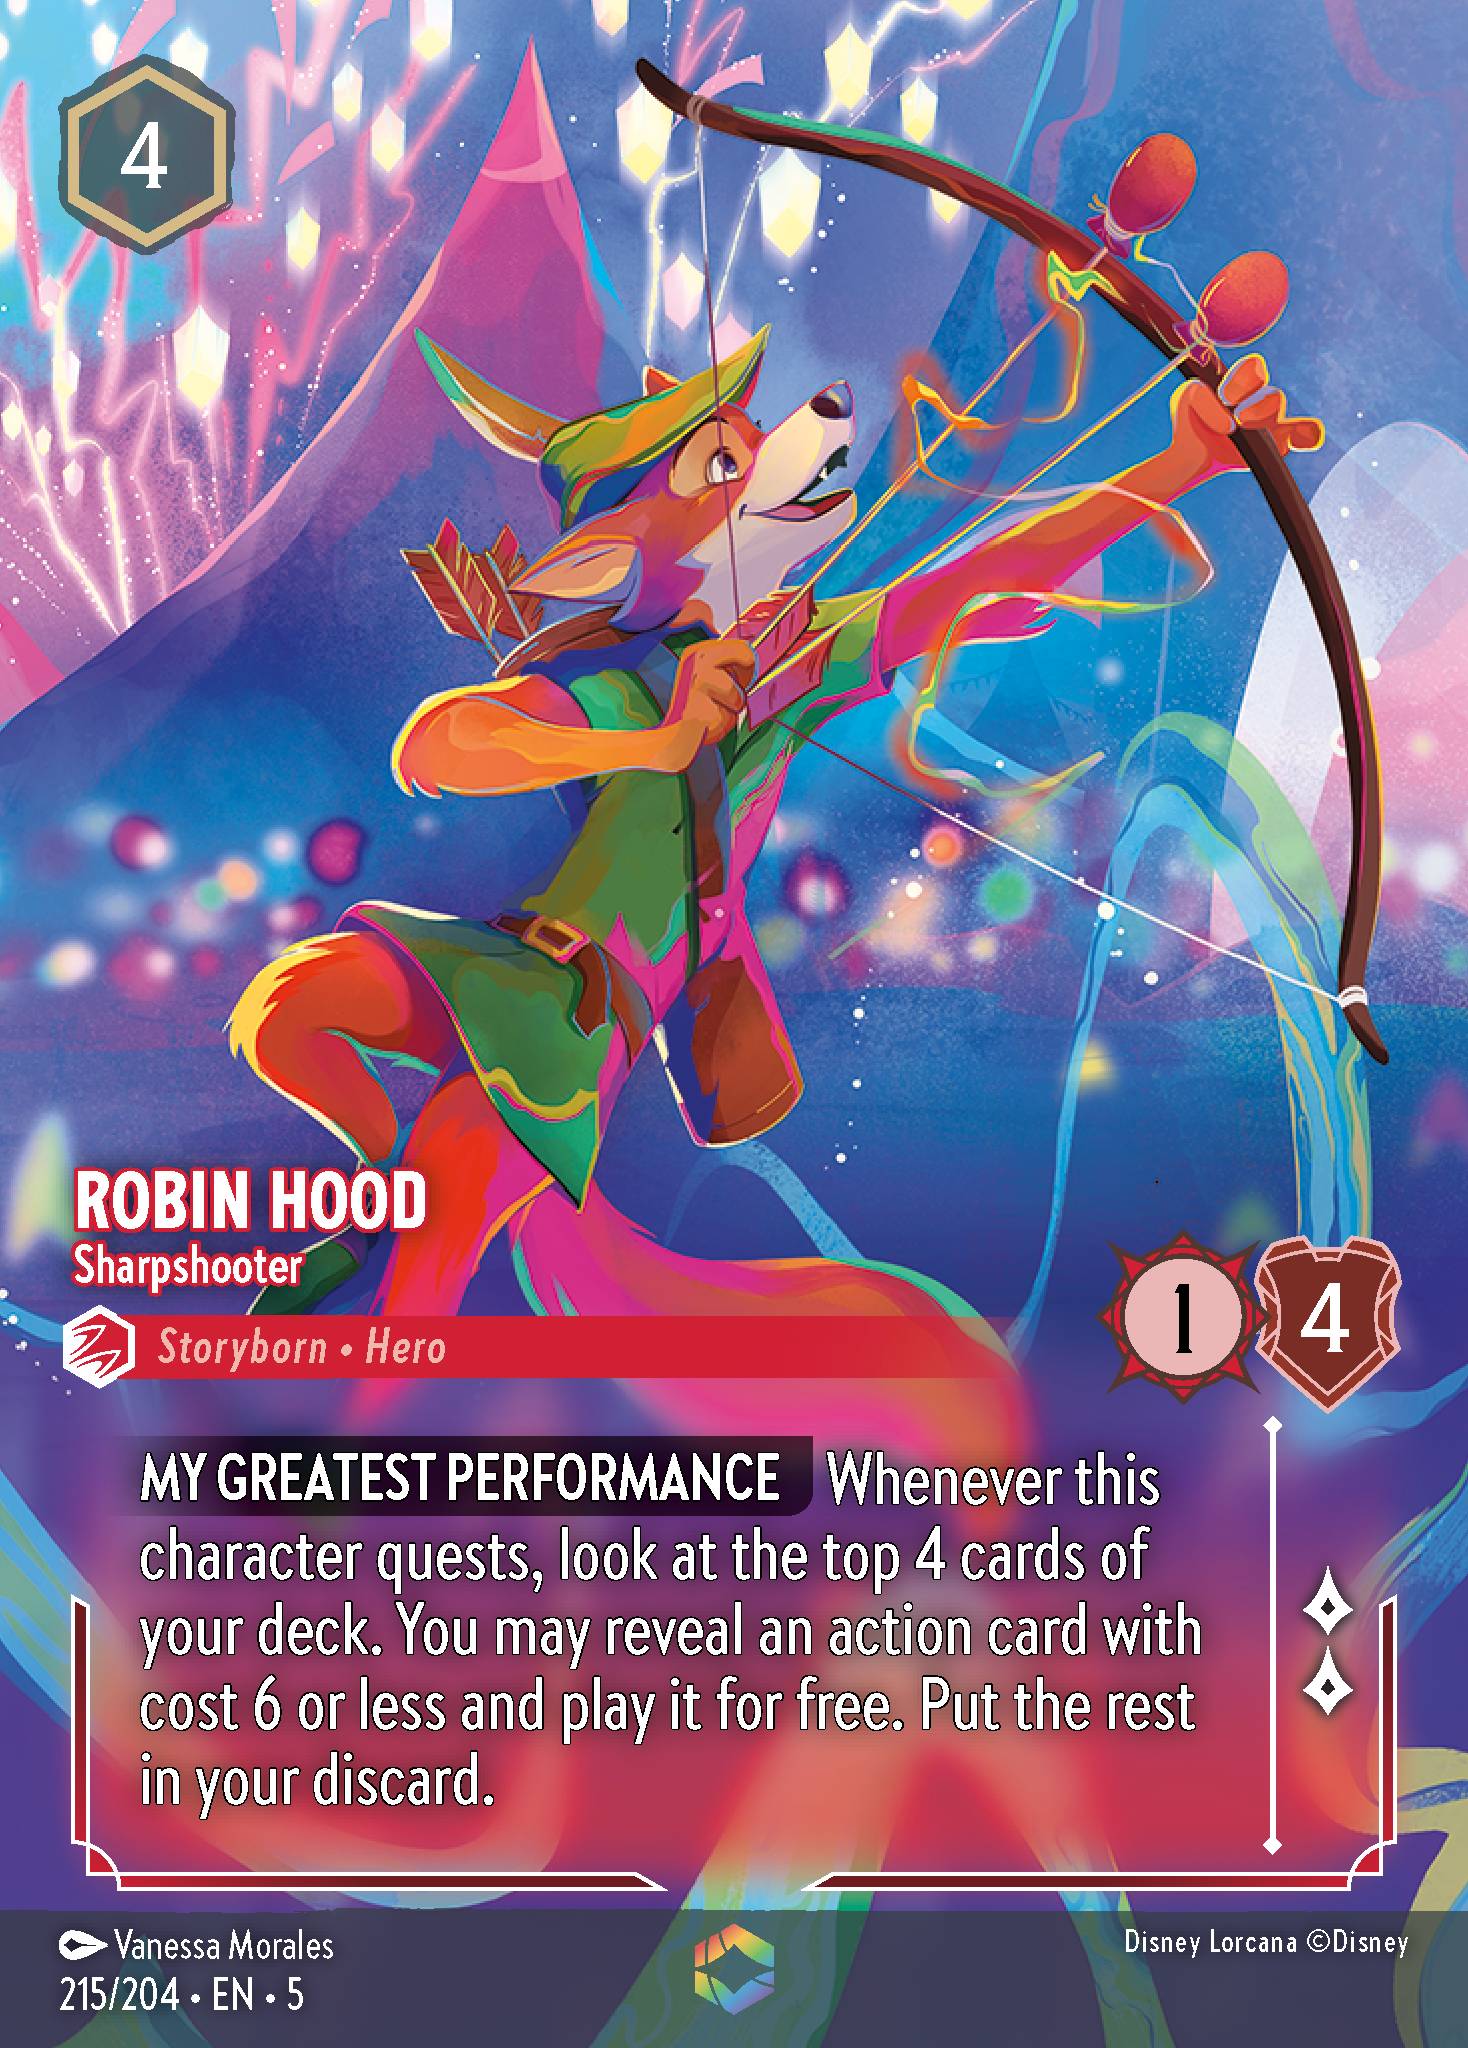 4
ROBIN HOOD
Sharpshooter
Storyborn • Hero
1
4
MY GREATEST PERFORMANCE Whenever this
character quests, look at the top 4 cards of
your deck. You may reveal an action card with
cost 6 or less and play it for free. Put the rest
in your discard.
Vanessa Morales
Disney Lorcana ©Disney
215/204 • EN • 5